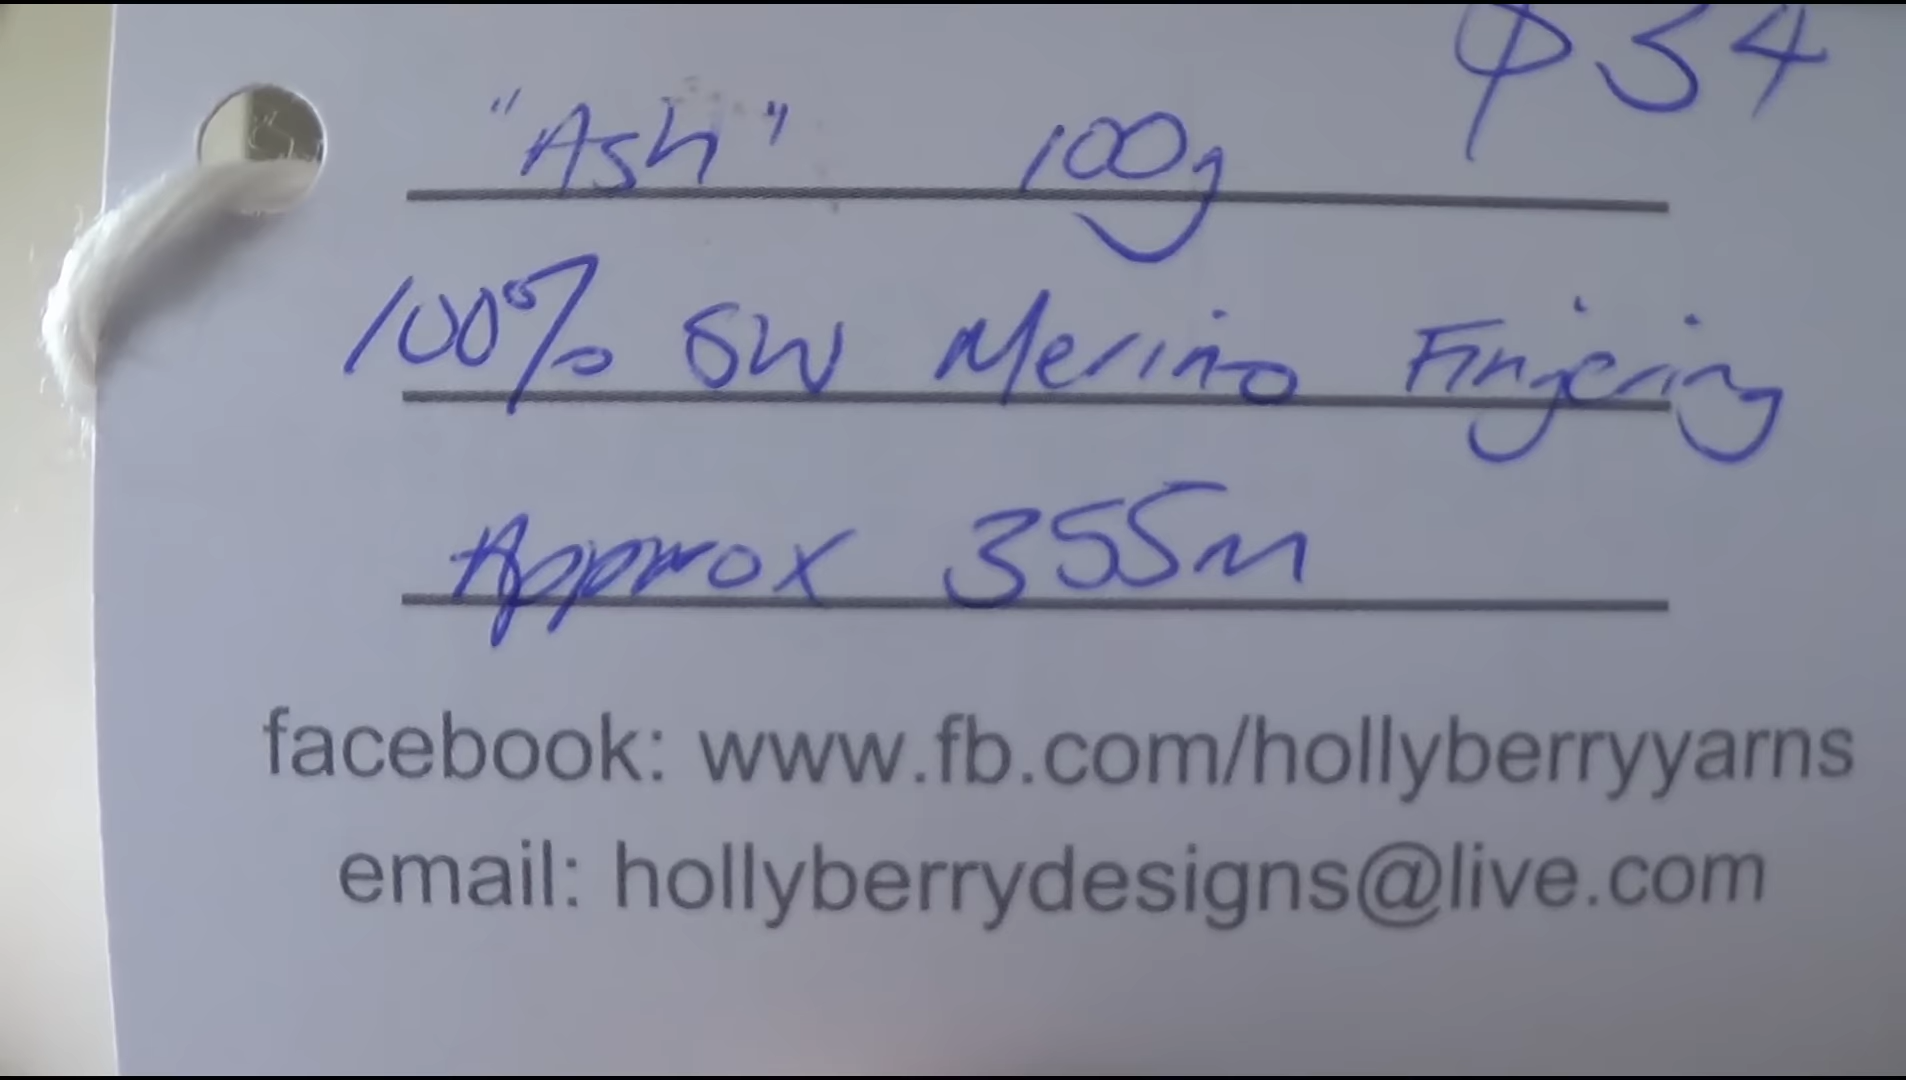 $34
"Ash" 100g
100% SW Merino Fingering
Approx 355m
facebook: www.fb.com/hollyberryyarns
email: hollyberrydesigns@live.com